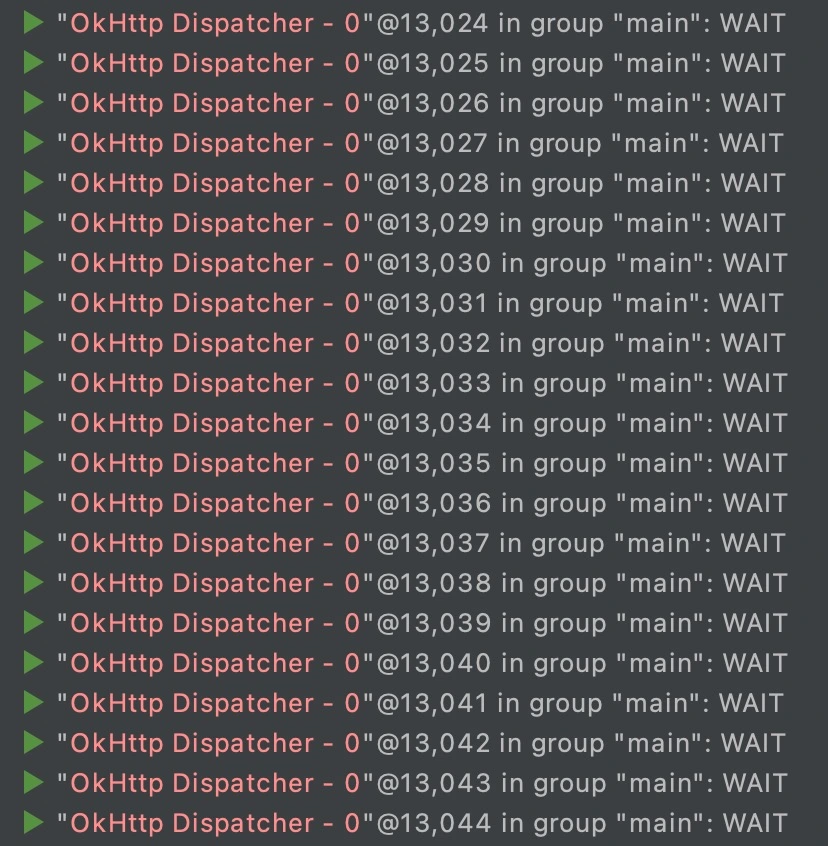 "OkHttp Dispatcher - 0"@13,024 in group "main": WAIT
"OkHttp Dispatcher - 0"@13,025 in group "main": WAIT
"OkHttp Dispatcher - 0"@13,026 in group "main": WAIT
"OkHttp Dispatcher - 0"@13,027 in group "main": WAIT
"OkHttp Dispatcher - 0"@13,028 in group "main": WAIT
"OkHttp Dispatcher - 0"@13,029 in group "main": WAIT
"OkHttp Dispatcher - 0"@13,030 in group "main": WAIT
"OkHttp Dispatcher - 0"@13,031 in group "main": WAIT
"OkHttp Dispatcher - 0"@13,032 in group "main": WAIT
"OkHttp Dispatcher - 0"@13,033 in group "main": WAIT
"OkHttp Dispatcher - 0"@13,034 in group "main": WAIT
"OkHttp Dispatcher - 0"@13,035 in group "main": WAIT
"OkHttp Dispatcher - 0"@13,036 in group "main": WAIT
"OkHttp Dispatcher - 0"@13,037 in group "main": WAIT
"OkHttp Dispatcher - 0"@13,038 in group "main": WAIT
"OkHttp Dispatcher - 0"@13,039 in group "main": WAIT
"OkHttp Dispatcher - 0"@13,040 in group "main": WAIT
"OkHttp Dispatcher - 0"@13,041 in group "main": WAIT
"OkHttp Dispatcher - 0"@13,042 in group "main": WAIT
"OkHttp Dispatcher - 0"@13,043 in group "main": WAIT
"OkHttp Dispatcher - 0"@13,044 in group "main": WAIT